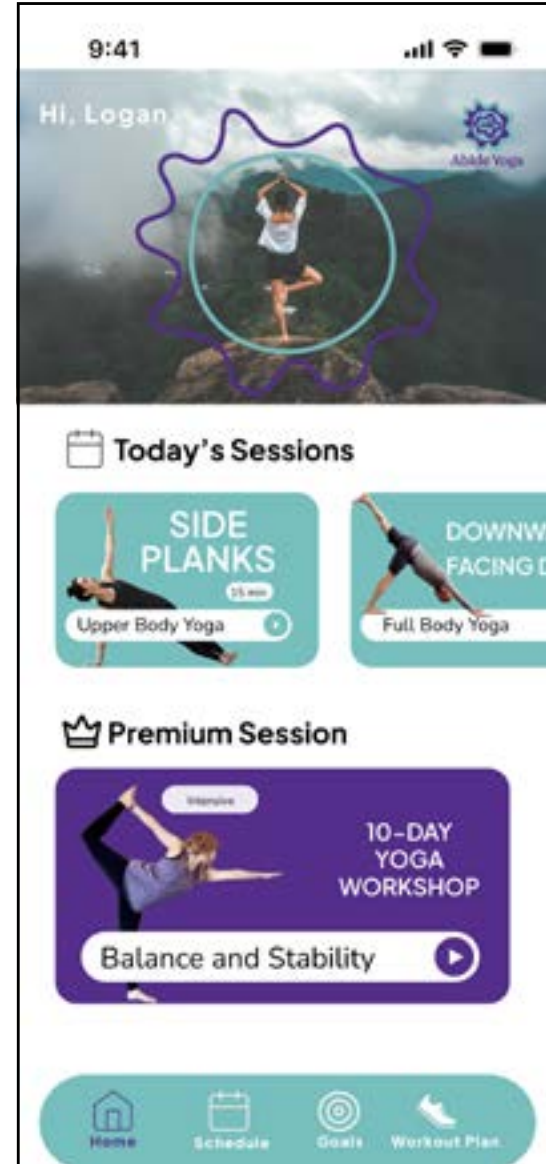 9:41
Hi, Logan
Abide Yoga
Today's Sessions
SIDE
PLANKS
15 min
Upper Body Yoga
DOWNWA
FACING D
Full Body Yoga
Premium Session
Intensive
10-DAY
YOGA
WORKSHOP
Balance and Stability
Home
Schedule
Goals
Workout Plan